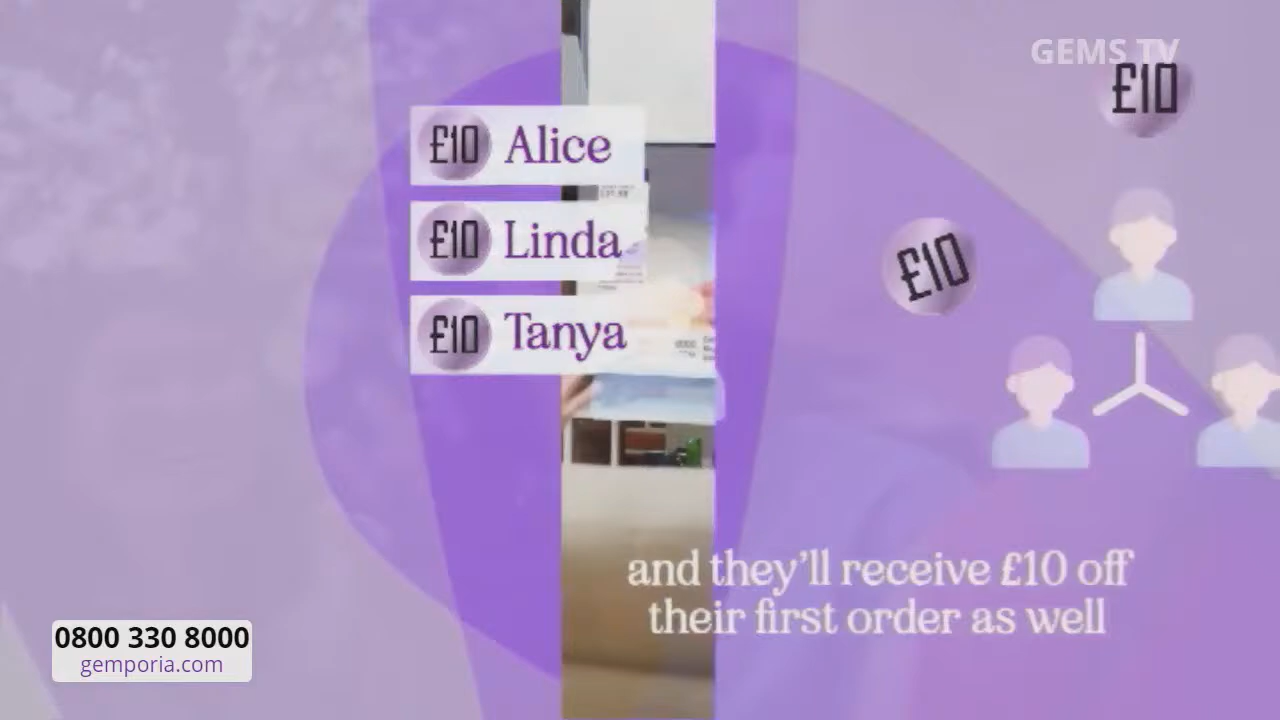 GEMS TV
£10
£10 Alice
£10 Linda
£10 Tanya
£10
and they'll receive £10 off
their first order as well
0800 330 8000
gemporia.com